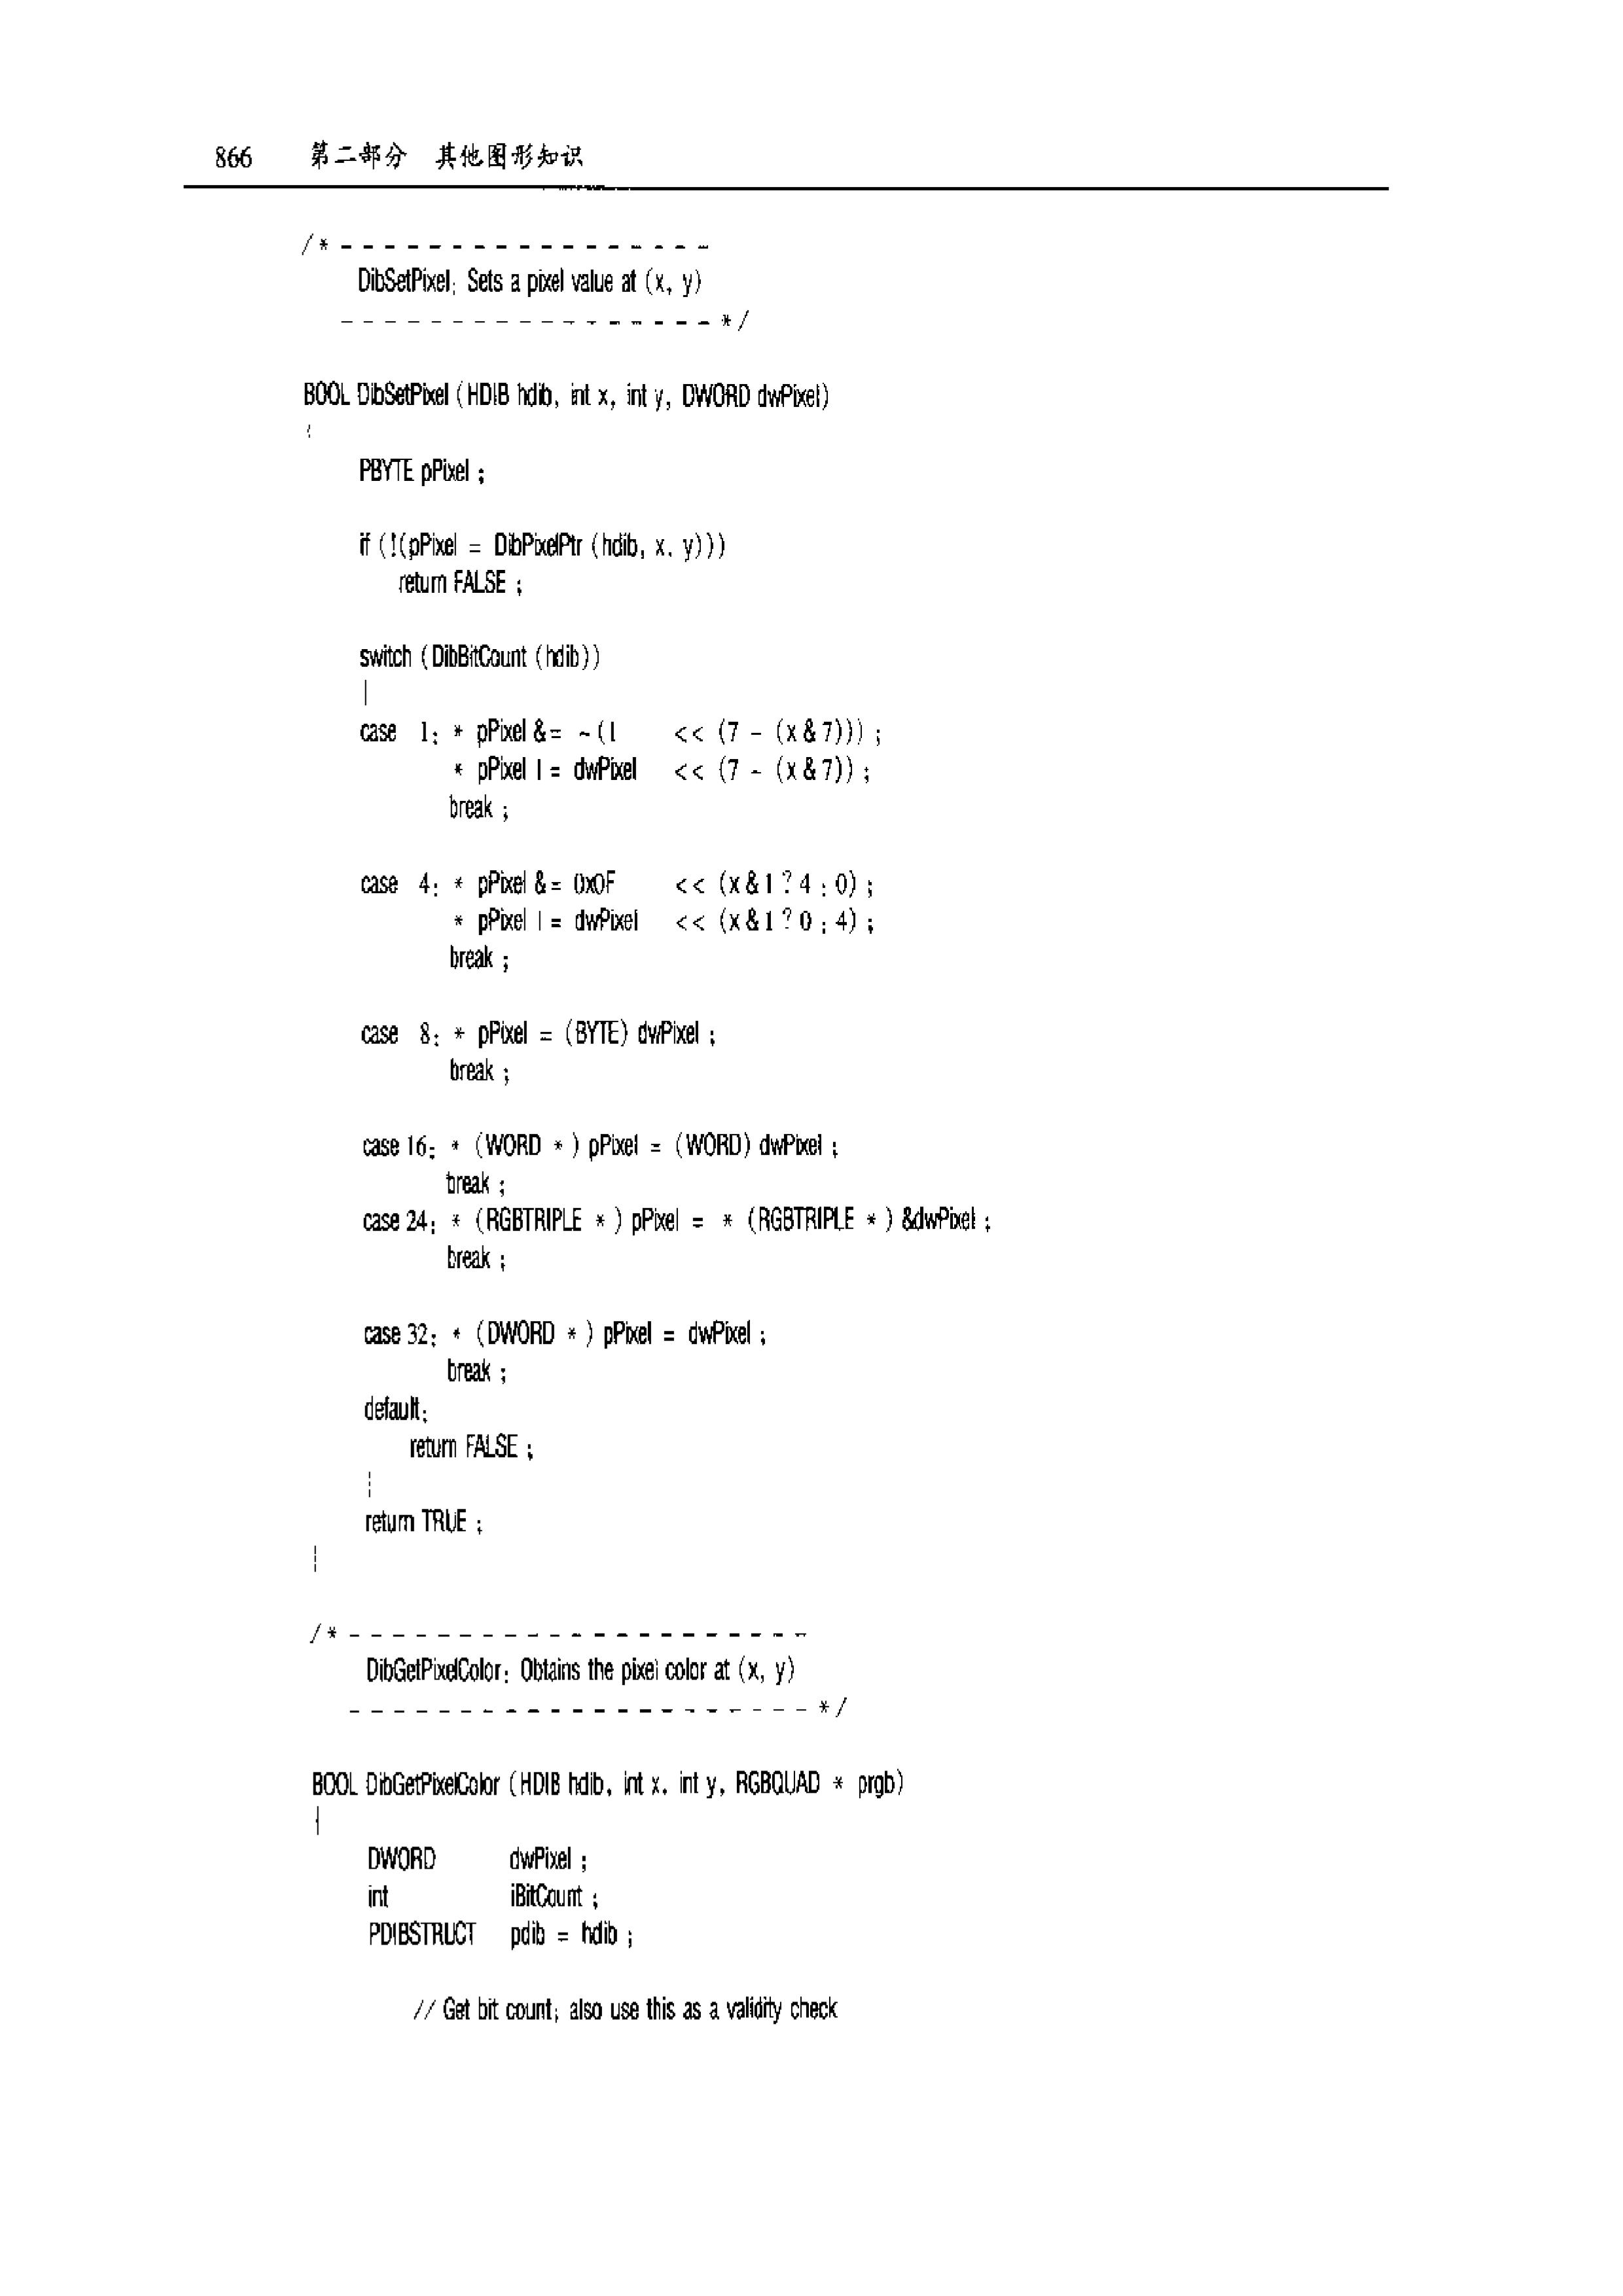 866 第二部分 其他图形知识
/* - - - - - - - - - - - - - - - - -
DibSetPixel: Sets a pixel value at (x, y)
- - - - - - - - - - - - - - - - - */
BOOL DibSetPixel (HDIB hdib, int x, int y, DWORD dwPixel)
{
PBYTE pPixel ;
if (!(pPixel = DibPixelPtr (hdib, x, y)))
return FALSE ;
switch (DibBitCount (hdib))
{
case 1: * pPixel &= ~(1 << (7 - (x & 7))) ;
* pPixel |= dwPixel << (7 - (x & 7)) ;
break ;
case 4: * pPixel &= 0x0F << (x & 1 ? 4 : 0) ;
* pPixel |= dwPixel << (x & 1 ? 0 : 4) ;
break ;
case 8: * pPixel = (BYTE) dwPixel ;
break ;
case 16: * (WORD *) pPixel = (WORD) dwPixel ;
break ;
case 24: * (RGBTRIPLE *) pPixel = * (RGBTRIPLE *) &dwPixel ;
break ;
case 32: * (DWORD *) pPixel = dwPixel ;
break ;
default:
return FALSE ;
}
return TRUE ;
}
/* - - - - - - - - - - - - - - - - - - - - -
DibGetPixelColor: Obtains the pixel color at (x, y)
- - - - - - - - - - - - - - - - - - - - - */
BOOL DibGetPixelColor (HDIB hdib, int x, int y, RGBQUAD * prgb)
{
DWORD dwPixel ;
int iBitCount ;
PDIBSTRUCT pdib = hdib ;
// Get bit count; also use this as a validity check